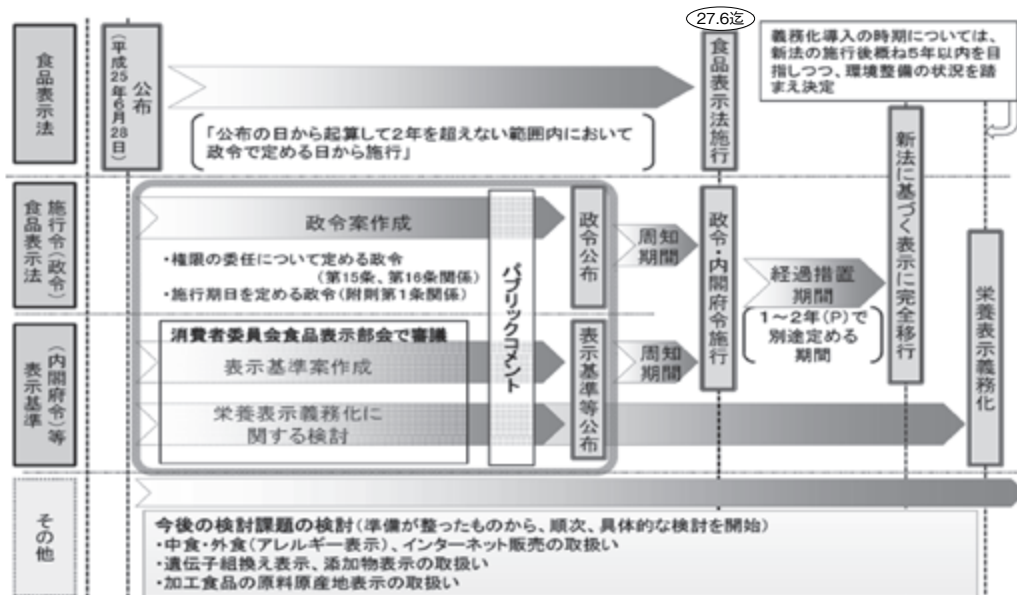 27.6迄
食品表示法
(平成25年6月28日)
公布
「公布の日から起算して2年を超えない範囲内において
政令で定める日から施行」
食品表示法施行
義務化導入の時期については、
新法の施行後概ね5年以内を目
指しつつ、環境整備の状況を踏
まえ決定
食品表示法
施行令(政令)
政令案作成
・権限の委任について定める政令
(第15条、第16条関係)
・施行期日を定める政令(附則第1条関係)
パブリックコメント
政令公布
周知
期間
政令・内閣府令施行
経過措置
期間
1~2年(P)で
別途定める
期間
新法に基づく表示に完全移行
栄養表示義務化
表示基準
(内閣府令)等
消費者委員会食品表示部会で審議
表示基準案作成
栄養表示義務化に
関する検討
表示基準等公布
周知
期間
その他
今後の検討課題の検討(準備が整ったものから、順次、具体的な検討を開始)
・中食・外食(アレルギー表示)、インターネット販売の取扱い
・遺伝子組換え表示、添加物表示の取扱い
・加工食品の原料原産地表示の取扱い